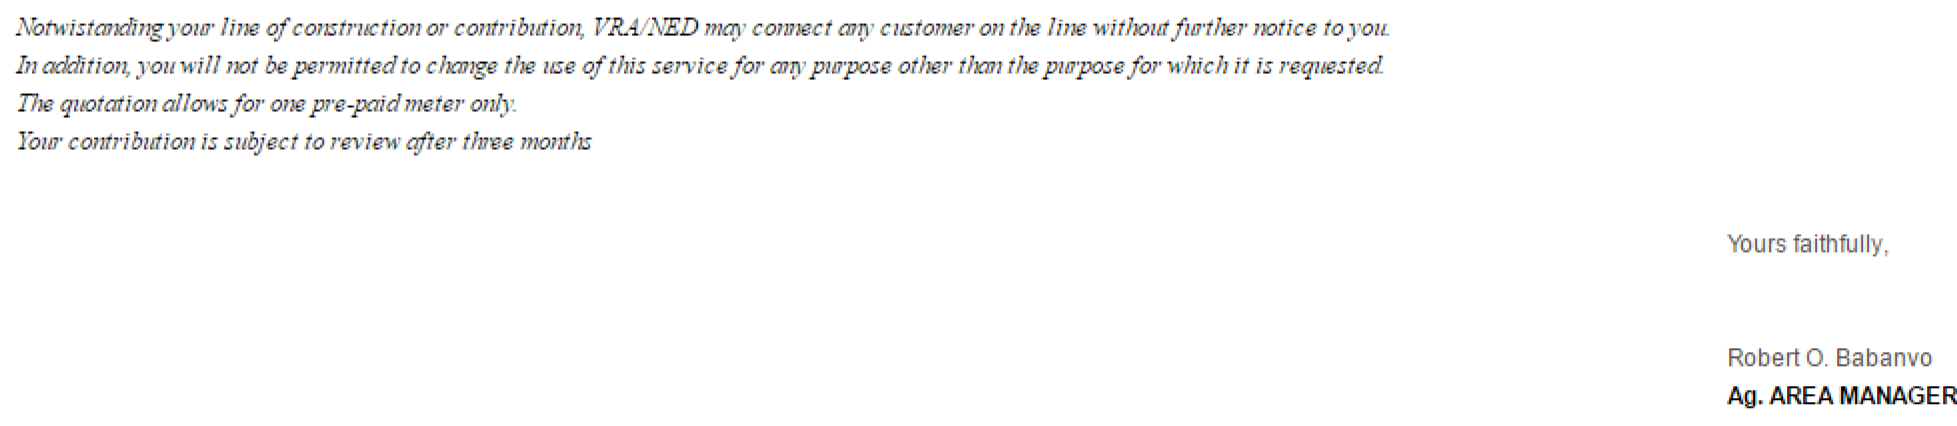 Notwistanding your line of construction or contribution, VRA/NED may connect any customer on the line without further notice to you.
In addition, you will not be permitted to change the use of this service for any purpose other than the purpose for which it is requested.
The quotation allows for one pre-paid meter only.
Your contribution is subject to review after three months
Yours faithfully,
Robert O. Babanvo
Ag. AREA MANAGER